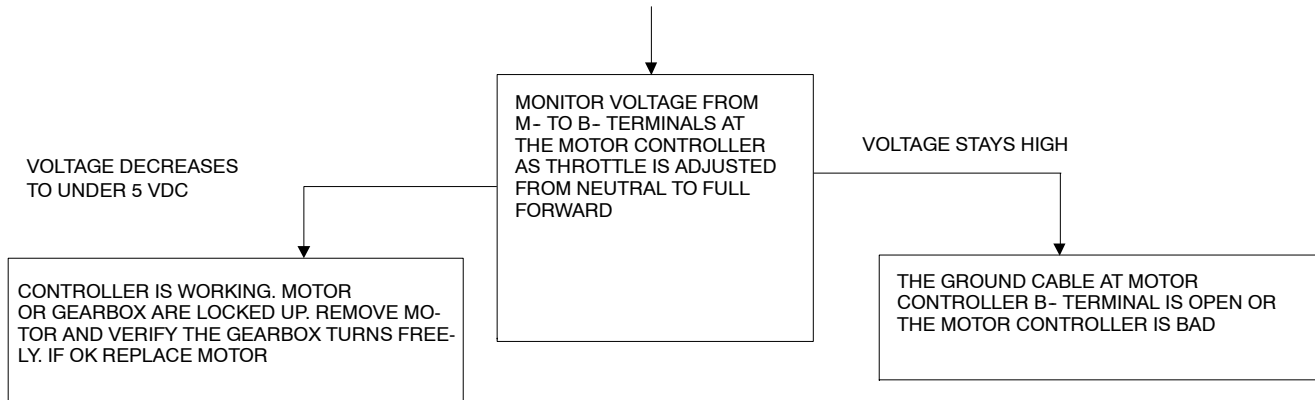 MONITOR VOLTAGE FROM
M- TO B- TERMINALS AT
THE MOTOR CONTROLLER
AS THROTTLE IS ADJUSTED
FROM NEUTRAL TO FULL
FORWARD
VOLTAGE DECREASES
TO UNDER 5 VDC
VOLTAGE STAYS HIGH
CONTROLLER IS WORKING. MOTOR
OR GEARBOX ARE LOCKED UP. REMOVE MO-
TOR AND VERIFY THE GEARBOX TURNS FREE-
LY. IF OK REPLACE MOTOR
THE GROUND CABLE AT MOTOR
CONTROLLER B- TERMINAL IS OPEN OR
THE MOTOR CONTROLLER IS BAD